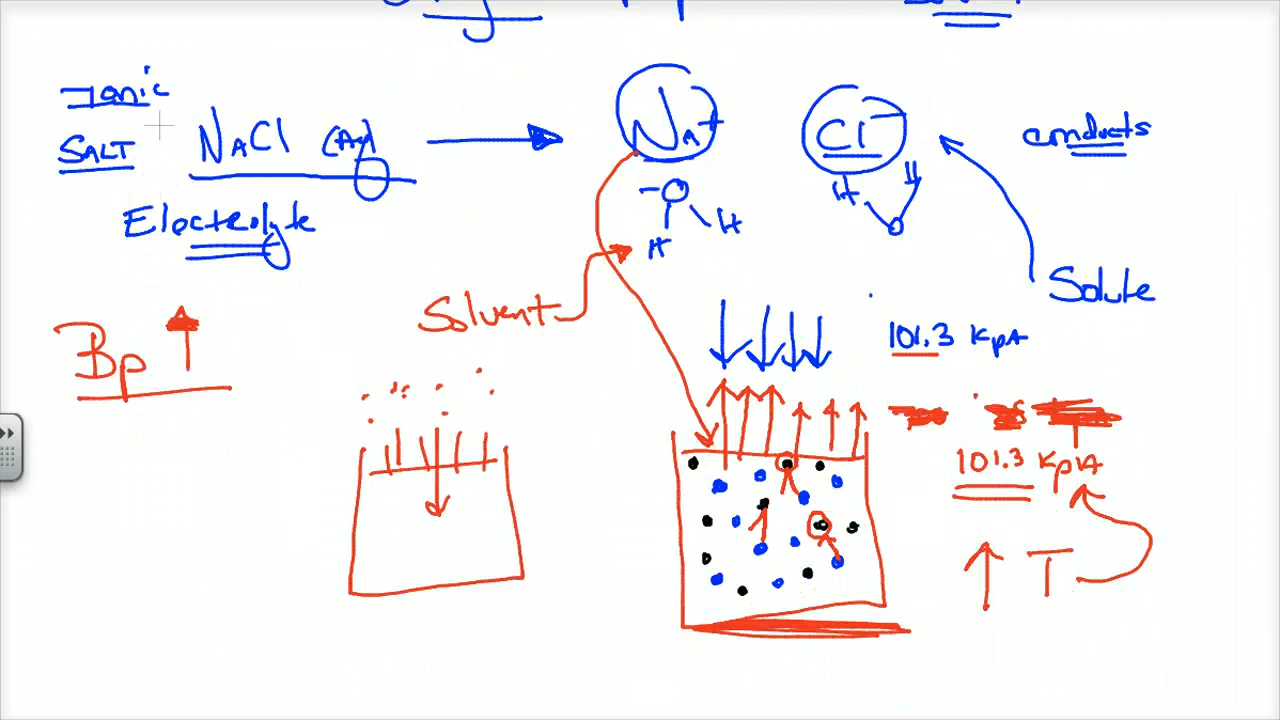 Ionic
SALT NaCl (Aq) → Na+ Cl− conducts
Electrolyte
−O
H H
H H
O
Solvent
Solute
Bp ↑
101.3 KpA
101.3 KpA
↑ T